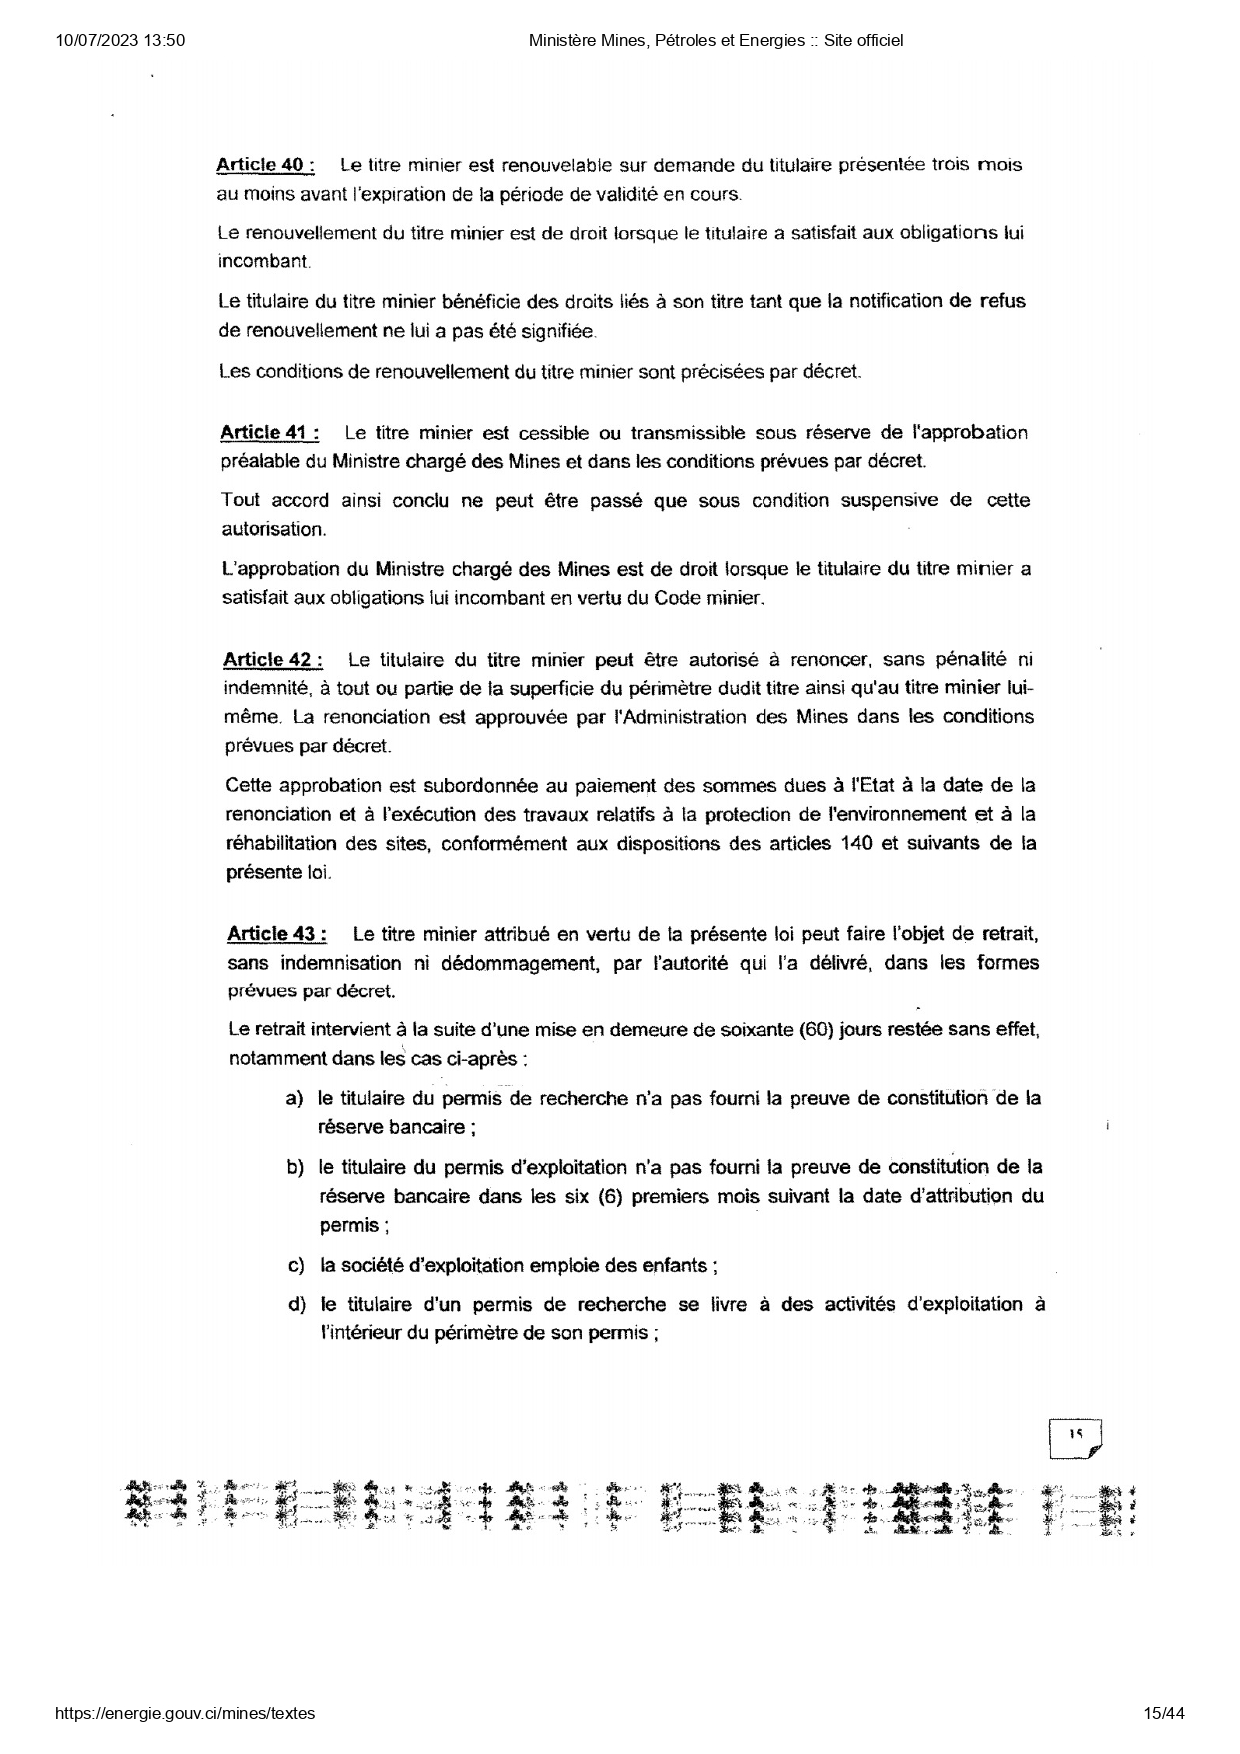 10/07/2023 13:50
Ministère Mines, Pétroles et Energies :: Site officiel
Article 40 : Le titre minier est renouvelable sur demande du titulaire présentée trois mois
au moins avant l'expiration de la période de validité en cours.
Le renouvellement du titre minier est de droit lorsque le titulaire a satisfait aux obligations lui
incombant.
Le titulaire du titre minier bénéficie des droits liés à son titre tant que la notification de refus
de renouvellement ne lui a pas été signifiée.
Les conditions de renouvellement du titre minier sont précisées par décret.
Article 41 : Le titre minier est cessible ou transmissible sous réserve de l'approbation
préalable du Ministre chargé des Mines et dans les conditions prévues par décret.
Tout accord ainsi conclu ne peut être passé que sous condition suspensive de cette
autorisation.
L'approbation du Ministre chargé des Mines est de droit lorsque le titulaire du titre minier a
satisfait aux obligations lui incombant en vertu du Code minier.
Article 42 : Le titulaire du titre minier peut être autorisé à renoncer, sans pénalité ni
indemnité, à tout ou partie de la superficie du périmètre dudit titre ainsi qu'au titre minier lui-
même. La renonciation est approuvée par l'Administration des Mines dans les conditions
prévues par décret.
Cette approbation est subordonnée au paiement des sommes dues à l'Etat à la date de la
renonciation et à l'exécution des travaux relatifs à la protection de l'environnement et à la
réhabilitation des sites, conformément aux dispositions des articles 140 et suivants de la
présente loi.
Article 43 : Le titre minier attribué en vertu de la présente loi peut faire l'objet de retrait,
sans indemnisation ni dédommagement, par l'autorité qui l'a délivré, dans les formes
prévues par décret.
Le retrait intervient à la suite d'une mise en demeure de soixante (60) jours restée sans effet,
notamment dans les cas ci-après :
a) le titulaire du permis de recherche n'a pas fourni la preuve de constitution de la
réserve bancaire ;
b) le titulaire du permis d'exploitation n'a pas fourni la preuve de constitution de la
réserve bancaire dans les six (6) premiers mois suivant la date d'attribution du
permis ;
c) la société d'exploitation emploie des enfants ;
d) le titulaire d'un permis de recherche se livre à des activités d'exploitation à
l'intérieur du périmètre de son permis ;
15
https://energie.gouv.ci/mines/textes
15/44